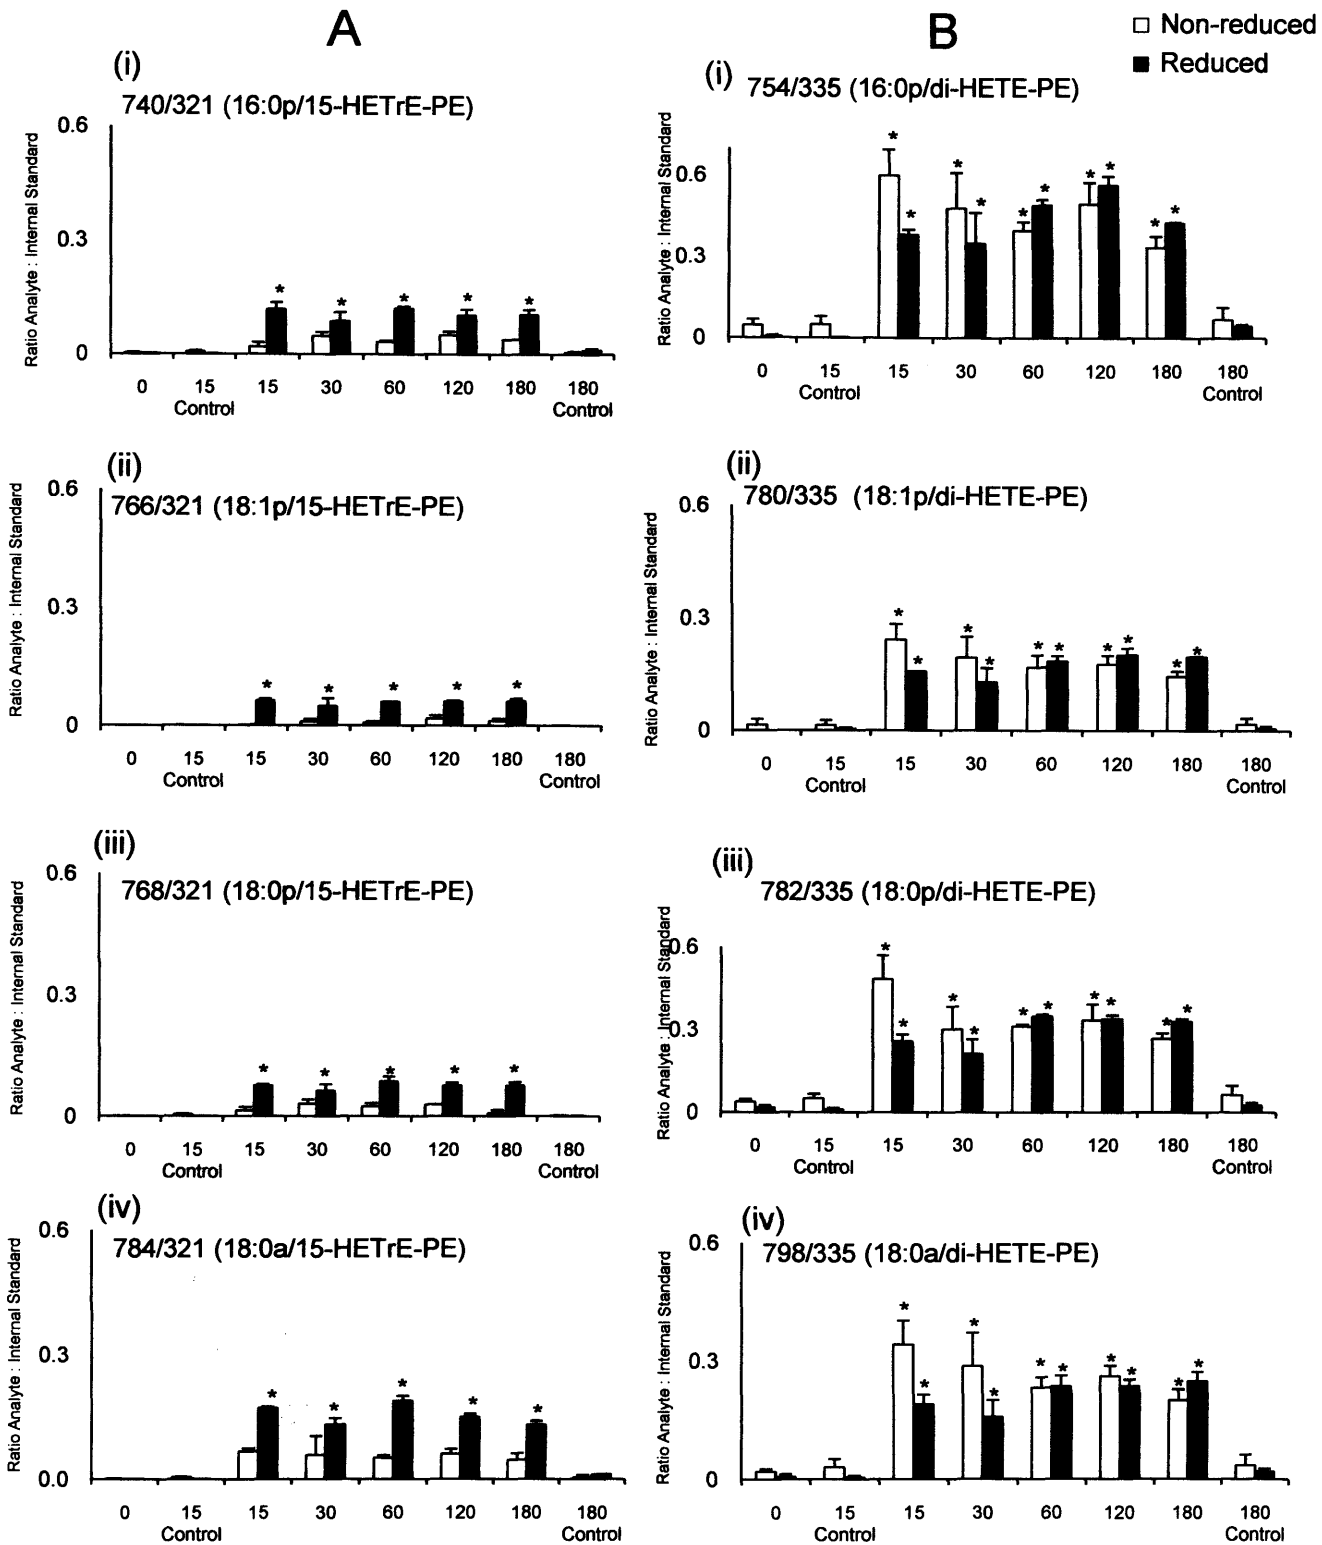 A
B
Non-reduced
Reduced
(i)
740/321 (16:0p/15-HETrE-PE)
Ratio Analyte : Internal Standard
0.6
0.3
0
*
*
*
*
*
0 15 15 30 60 120 180 180
Control Control
(i)
754/335 (16:0p/di-HETE-PE)
Ratio Analyte : Internal Standard
0.6
0.3
0
*
*
*
*
*
*
*
*
*
*
0 15 15 30 60 120 180 180
Control Control
(ii)
766/321 (18:1p/15-HETrE-PE)
Ratio Analyte : Internal Standard
0.6
0.3
0
*
*
*
*
*
0 15 15 30 60 120 180 180
Control Control
(ii)
780/335 (18:1p/di-HETE-PE)
Ratio Analyte : Internal Standard
0.6
0.3
0
*
*
*
*
*
*
*
*
*
*
0 15 15 30 60 120 180 180
Control Control
(iii)
768/321 (18:0p/15-HETrE-PE)
Ratio Analyte : Internal Standard
0.6
0.3
0
*
*
*
*
*
0 15 15 30 60 120 180 180
Control Control
(iii)
782/335 (18:0p/di-HETE-PE)
Ratio Analyte : Internal Standard
0.6
0.3
0
*
*
*
*
*
*
*
*
*
*
0 15 15 30 60 120 180 180
Control Control
(iv)
784/321 (18:0a/15-HETrE-PE)
Ratio Analyte : Internal Standard
0.6
0.3
0.0
*
*
*
*
*
0 15 15 30 60 120 180 180
Control Control
(iv)
798/335 (18:0a/di-HETE-PE)
Ratio Analyte : Internal Standard
0.6
0.3
0
*
*
*
*
*
*
*
*
*
*
0 15 15 30 60 120 180 180
Control Control